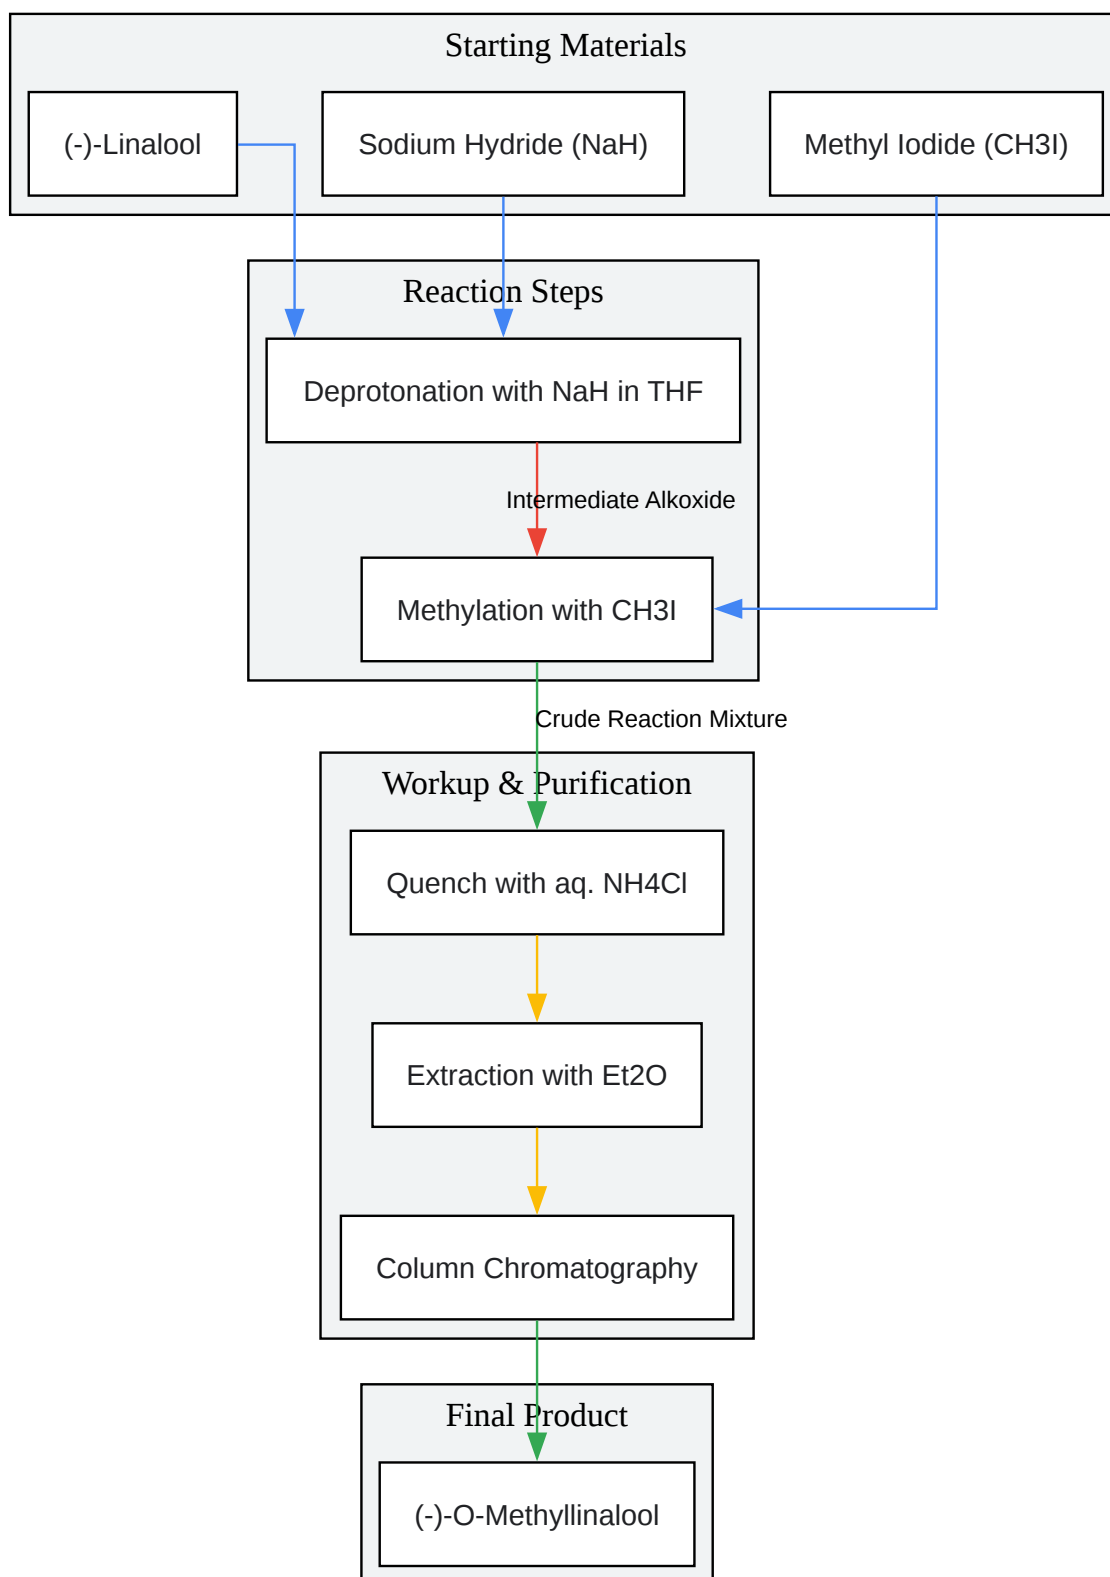 Starting Materials
(-)-Linalool
Sodium Hydride (NaH)
Methyl Iodide (CH3I)
Reaction Steps
Deprotonation with NaH in THF
Intermediate Alkoxide
Methylation with CH3I
Crude Reaction Mixture
Workup & Purification
Quench with aq. NH4Cl
Extraction with Et2O
Column Chromatography
Final Product
(-)-O-Methyllinalool